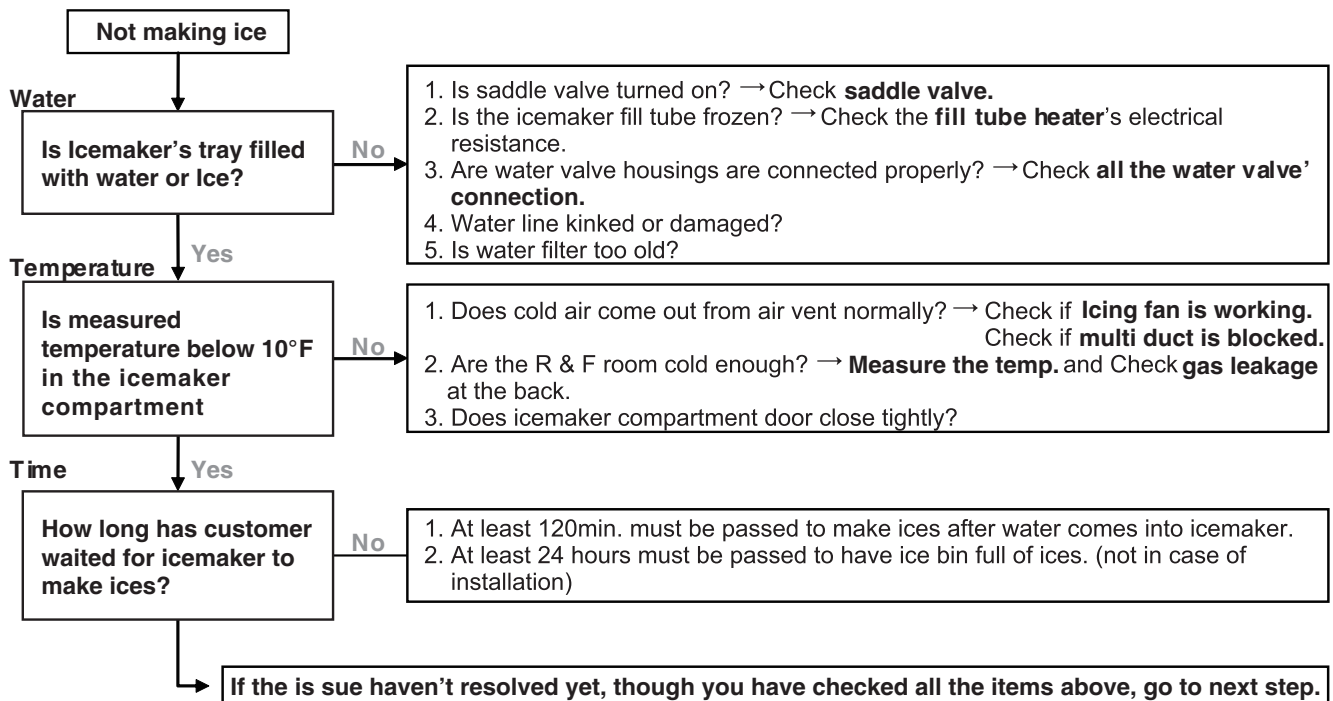 Not making ice
Water
Is Icemaker's tray filled
with water or Ice?
No
1. Is saddle valve turned on? → Check saddle valve.
2. Is the icemaker fill tube frozen? → Check the fill tube heater's electrical
resistance.
3. Are water valve housings are connected properly? → Check all the water valve'
connection.
4. Water line kinked or damaged?
5. Is water filter too old?
Yes
Temperature
Is measured
temperature below 10°F
in the icemaker
compartment
No
1. Does cold air come out from air vent normally? → Check if Icing fan is working.
Check if multi duct is blocked.
2. Are the R & F room cold enough? → Measure the temp. and Check gas leakage
at the back.
3. Does icemaker compartment door close tightly?
Yes
Time
How long has customer
waited for icemaker to
make ices?
No
1. At least 120min. must be passed to make ices after water comes into icemaker.
2. At least 24 hours must be passed to have ice bin full of ices. (not in case of
installation)
If the is sue haven't resolved yet, though you have checked all the items above, go to next step.